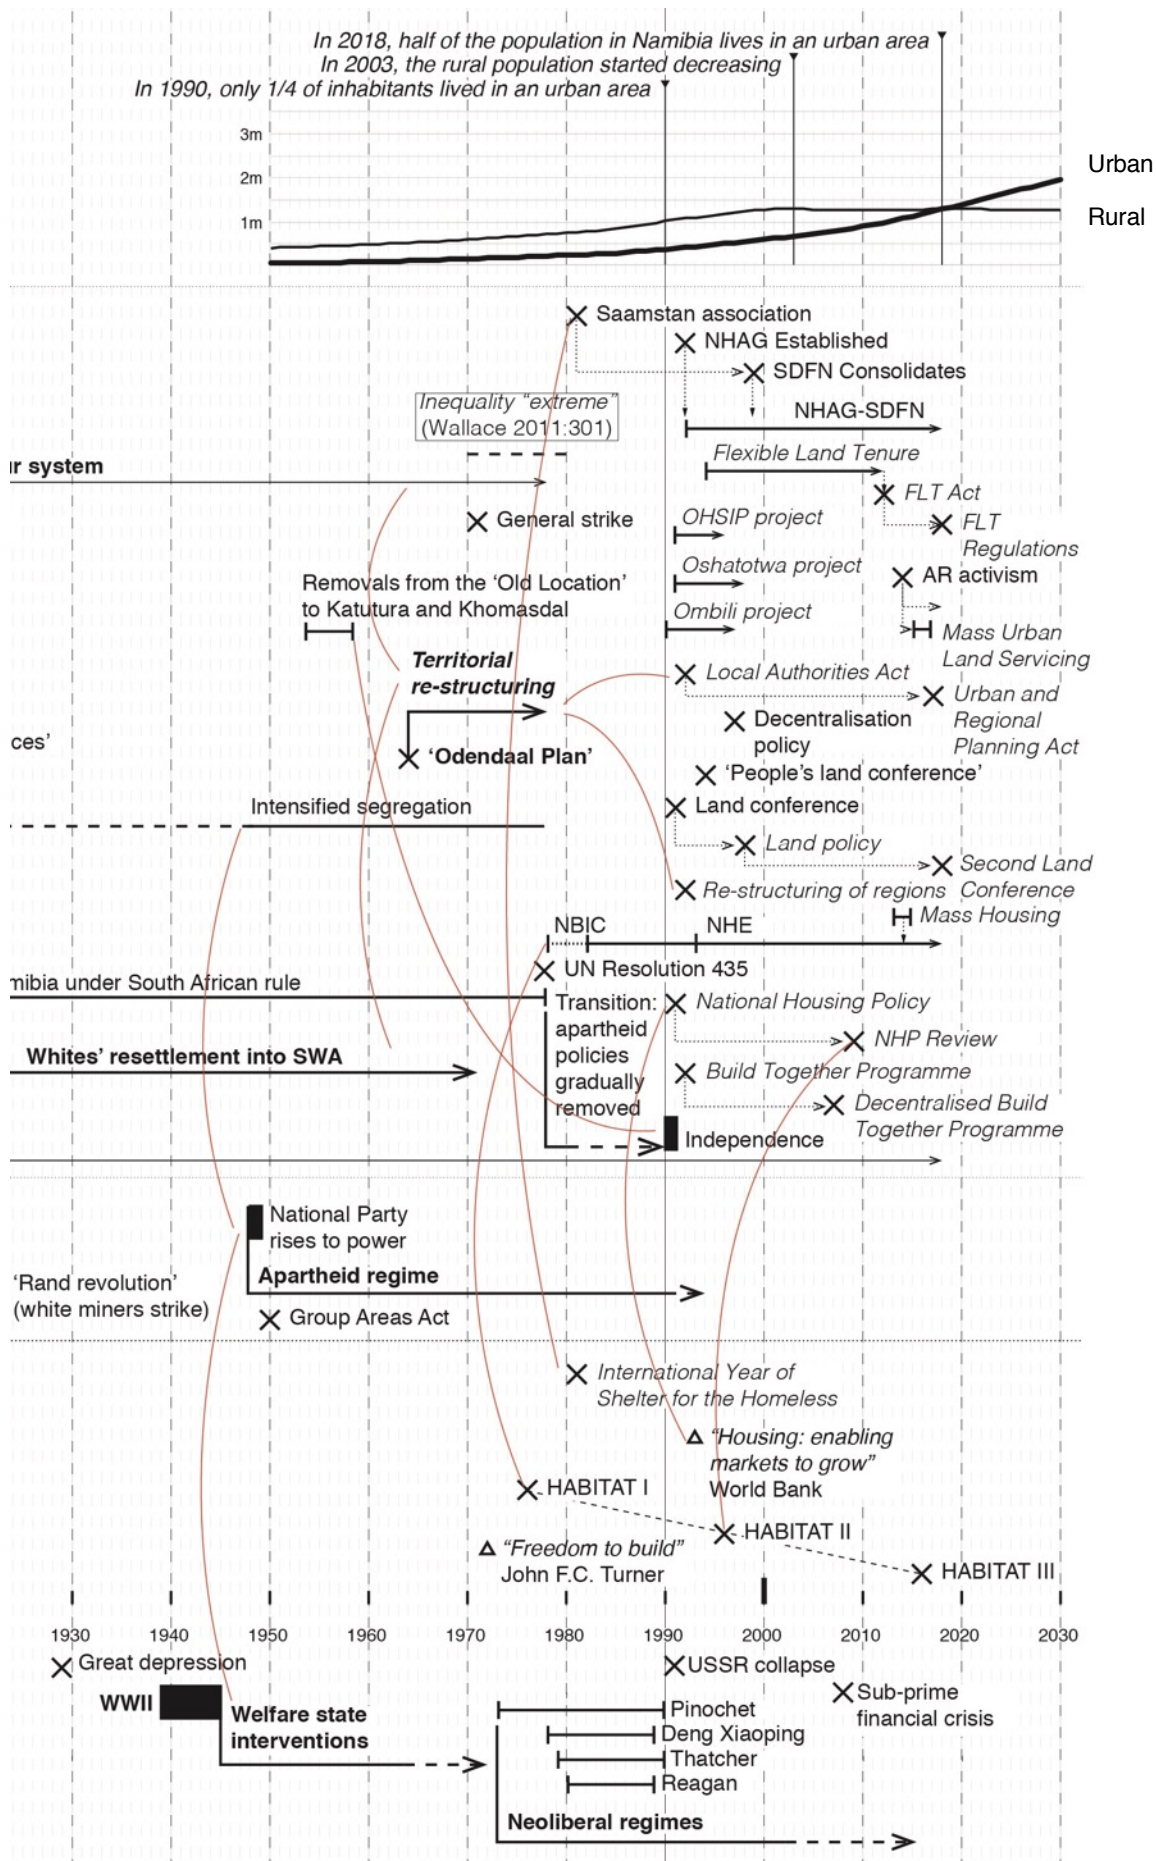 In 2018, half of the population in Namibia lives in an urban area
In 2003, the rural population started decreasing
In 1990, only 1/4 of inhabitants lived in an urban area
3m
2m
1m
Urban
Rural
Saamstan association
NHAG Established
SDFN Consolidates
Inequality “extreme”
(Wallace 2011:301)
NHAG-SDFN
Flexible Land Tenure
system
FLT Act
General strike
OHSIP project
FLT
Regulations
Oshatotwa project
AR activism
Removals from the ‘Old Location’
to Katutura and Khomasdal
Ombili project
Mass Urban
Land Servicing
Territorial
re-structuring
Local Authorities Act
Urban and
Regional
Planning Act
Decentralisation
policy
ces’
‘Odendaal Plan’
‘People’s land conference’
Intensified segregation
Land conference
Land policy
Second Land
Conference
Re-structuring of regions
Mass Housing
NBIC
NHE
UN Resolution 435
mibia under South African rule
Transition:
apartheid
policies
gradually
removed
National Housing Policy
NHP Review
Whites’ resettlement into SWA
Build Together Programme
Decentralised Build
Together Programme
Independence
National Party
rises to power
Apartheid regime
‘Rand revolution’
(white miners strike)
Group Areas Act
International Year of
Shelter for the Homeless
“Housing: enabling
markets to grow”
World Bank
HABITAT I
HABITAT II
“Freedom to build”
John F.C. Turner
HABITAT III
1930 1940 1950 1960 1970 1980 1990 2000 2010 2020 2030
Great depression
USSR collapse
WWII
Sub-prime
financial crisis
Welfare state
interventions
Pinochet
Deng Xiaoping
Thatcher
Reagan
Neoliberal regimes